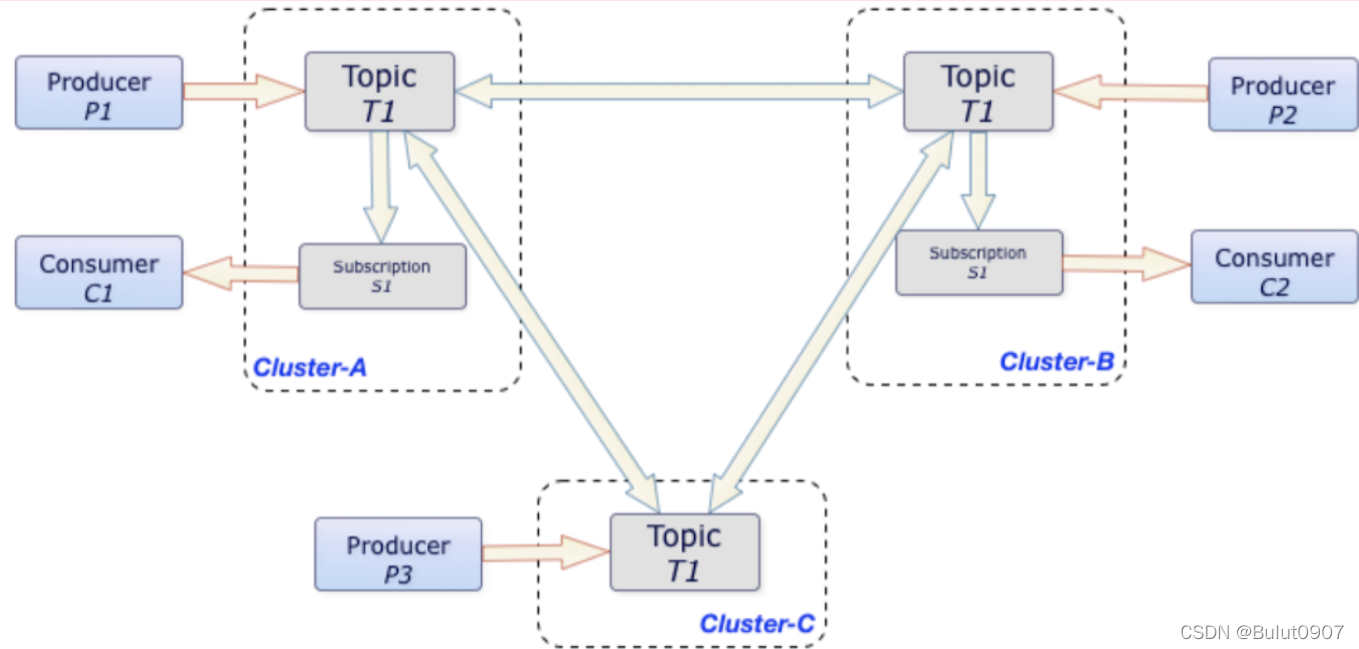 Producer
P1
Topic
T1
Topic
T1
Producer
P2
Consumer
C1
Subscription
S1
Subscription
S1
Consumer
C2
Cluster-A
Cluster-B
Producer
P3
Topic
T1
Cluster-C
CSDN @Bulut0907